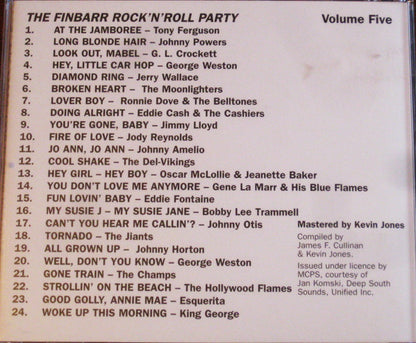 THE FINBARR ROCK'N'ROLL PARTY Volume Five
1. AT THE JAMBOREE – Tony Ferguson
2. LONG BLONDE HAIR – Johnny Powers
3. LOOK OUT, MABEL – G. L. Crockett
4. HEY, LITTLE CAR HOP – George Weston
5. DIAMOND RING – Jerry Wallace
6. BROKEN HEART – The Moonlighters
7. LOVER BOY – Ronnie Dove & The Belltones
8. DOING ALRIGHT – Eddie Cash & The Cashiers
9. YOU'RE GONE, BABY – Jimmy Lloyd
10. FIRE OF LOVE – Jody Reynolds
11. JO ANN, JO ANN – Johnny Amelio
12. COOL SHAKE – The Del-Vikings
13. HEY GIRL – HEY BOY – Oscar McLollie & Jeanette Baker
14. YOU DON'T LOVE ME ANYMORE – Gene La Marr & His Blue Flames
15. FUN LOVIN' BABY – Eddie Fontaine
16. MY SUSIE J – MY SUSIE JANE – Bobby Lee Trammell
17. CAN'T YOU HEAR ME CALLIN'? – Johnny Otis
18. TORNADO – The Jiants
19. ALL GROWN UP – Johnny Horton
20. WELL, DON'T YOU KNOW – George Weston
21. GONE TRAIN – The Champs
22. STROLLIN' ON THE BEACH – The Hollywood Flames
23. GOOD GOLLY, ANNIE MAE – Esquerita
24. WOKE UP THIS MORNING – King George
Mastered by Kevin Jones
Compiled by
James F. Cullinan
& Kevin Jones.
Issued under licence by
MCPS, courtesy of
Jan Komski, Deep South
Sounds, Unified Inc.